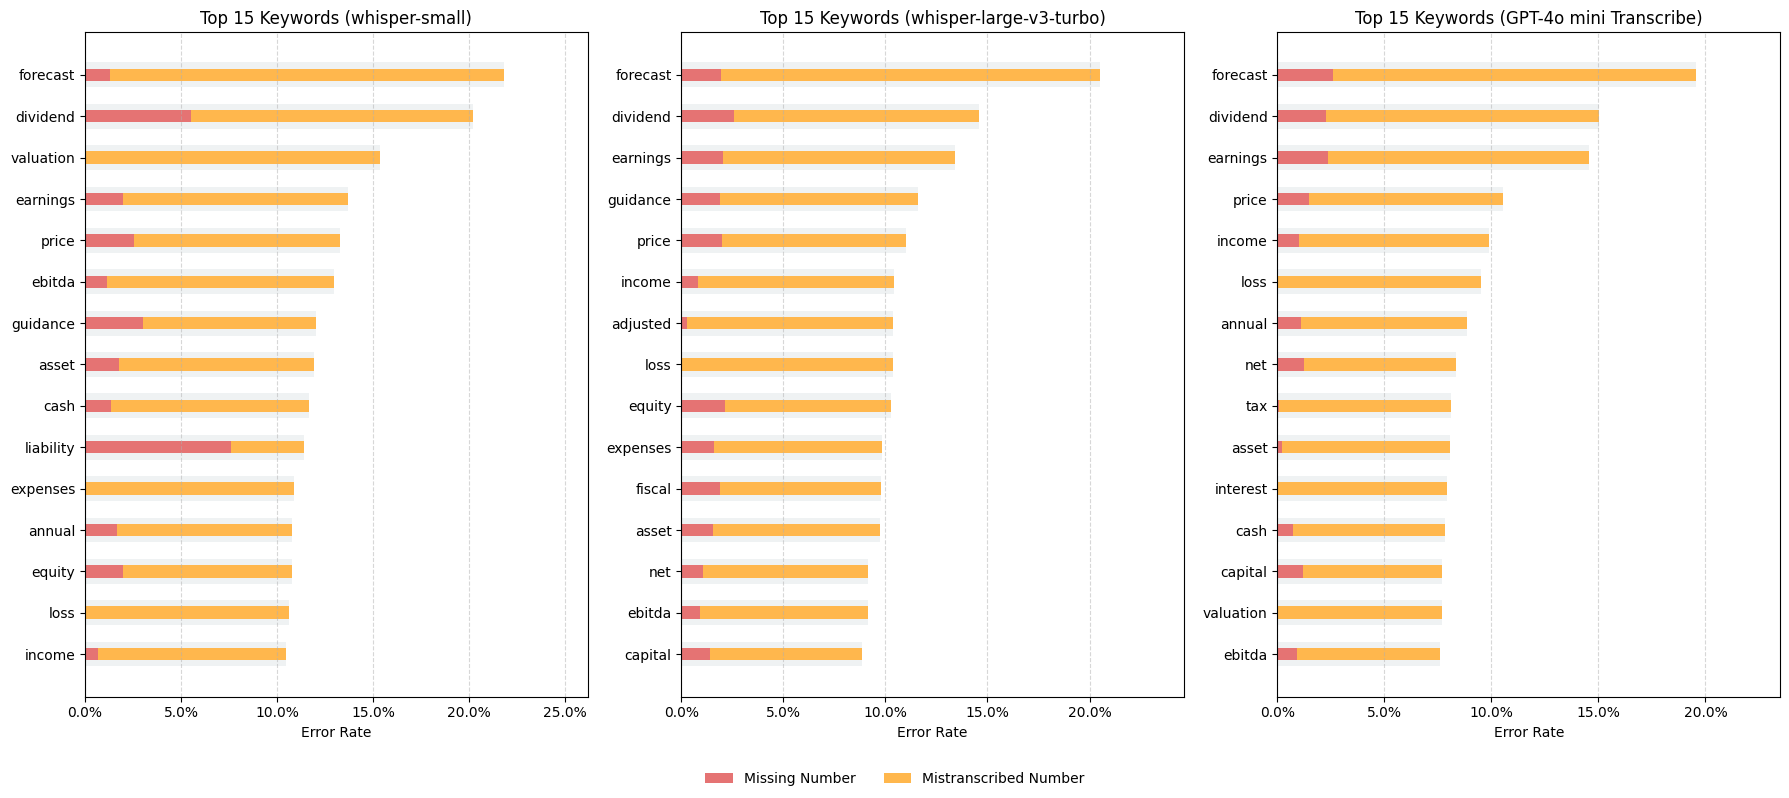 Top 15 Keywords (whisper-small)
forecast
dividend
valuation
earnings
price
ebitda
guidance
asset
cash
liability
expenses
annual
equity
loss
income
0.0% 5.0% 10.0% 15.0% 20.0% 25.0%
Error Rate
Top 15 Keywords (whisper-large-v3-turbo)
forecast
dividend
earnings
guidance
price
income
adjusted
loss
equity
expenses
fiscal
asset
net
ebitda
capital
0.0% 5.0% 10.0% 15.0% 20.0%
Error Rate
Top 15 Keywords (GPT-4o mini Transcribe)
forecast
dividend
earnings
price
income
loss
annual
net
tax
asset
interest
cash
capital
valuation
ebitda
0.0% 5.0% 10.0% 15.0% 20.0%
Error Rate
Missing Number Mistranscribed Number